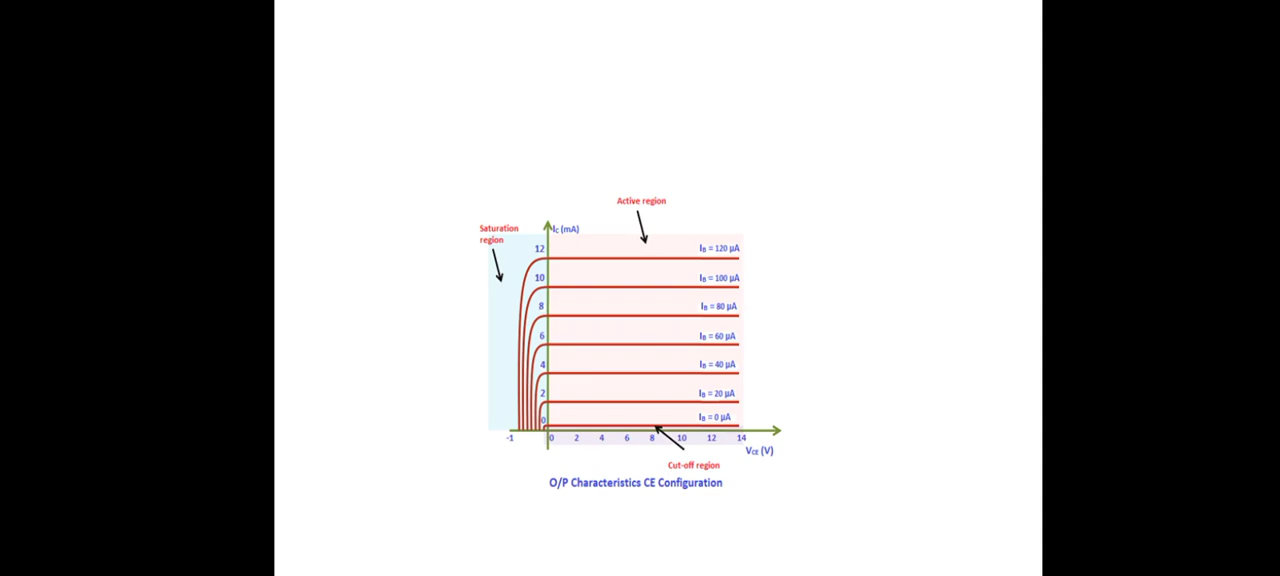 Active region
Saturation
region
IC (mA)
12
IB = 120 µA
10
IB = 100 µA
8
IB = 80 µA
6
IB = 60 µA
4
IB = 40 µA
2
IB = 20 µA
0
IB = 0 µA
-1 0 2 4 6 8 10 12 14
VCE (V)
Cut-off region
O/P Characteristics CE Configuration